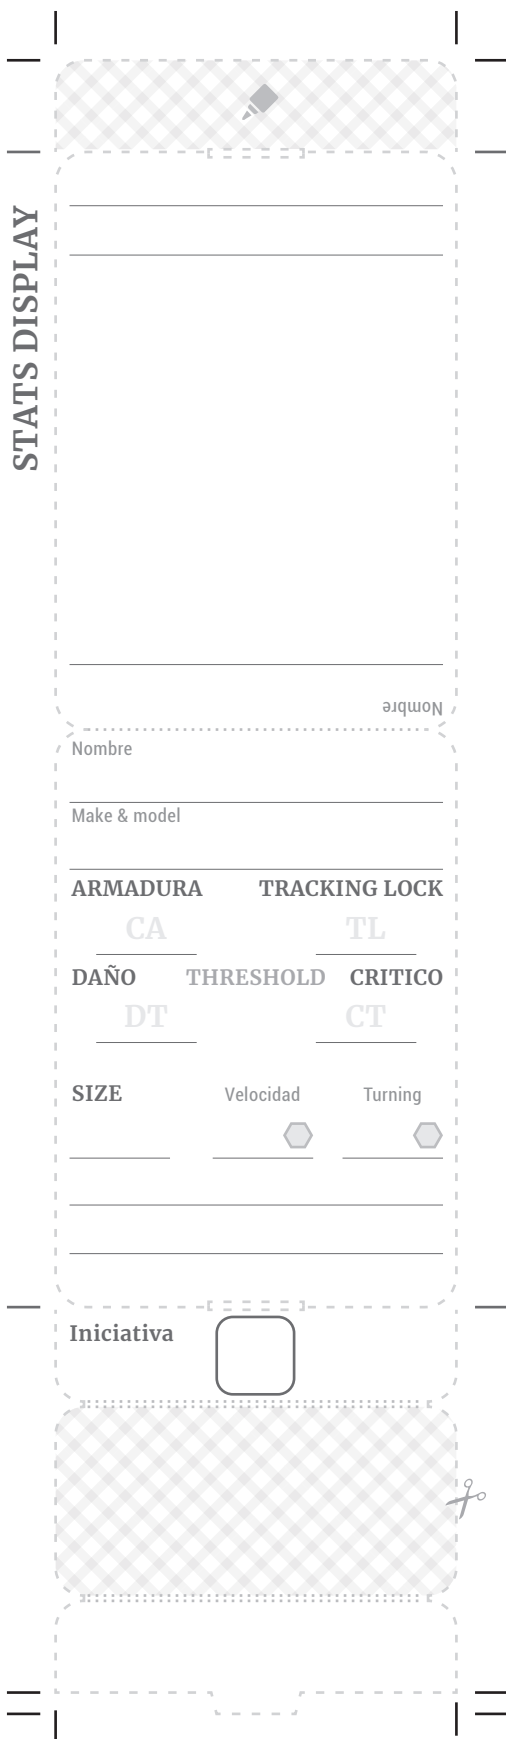 STATS DISPLAY
Nombre
Nombre
Make & model
ARMADURA TRACKING LOCK
CA TL
DAÑO THRESHOLD CRITICO
DT CT
SIZE Velocidad Turning
Iniciativa